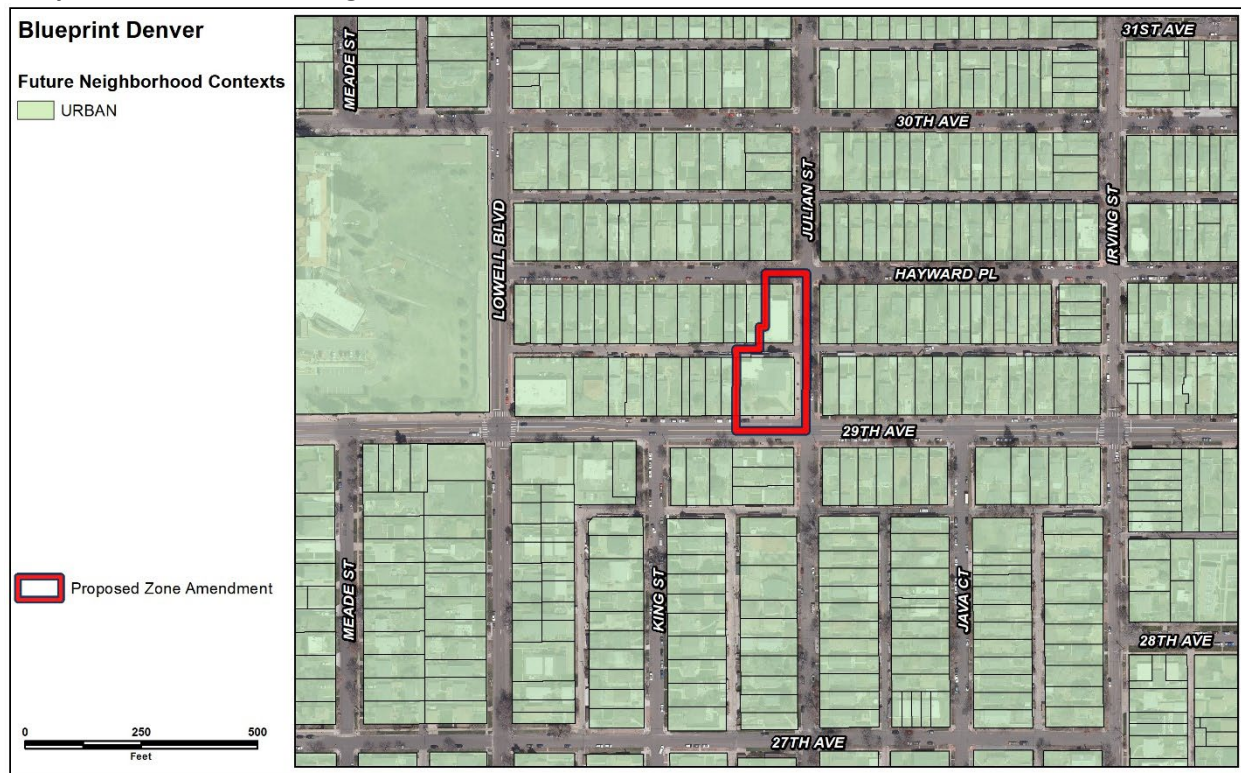 Blueprint Denver
Future Neighborhood Contexts
URBAN
Proposed Zone Amendment
0 250 500
Feet
MEADE ST
31ST AVE
30TH AVE
LOWELL BLVD
JULIAN ST
IRVING ST
HAYWARD PL
29TH AVE
MEADE ST
KING ST
JAVA CT
28TH AVE
27TH AVE